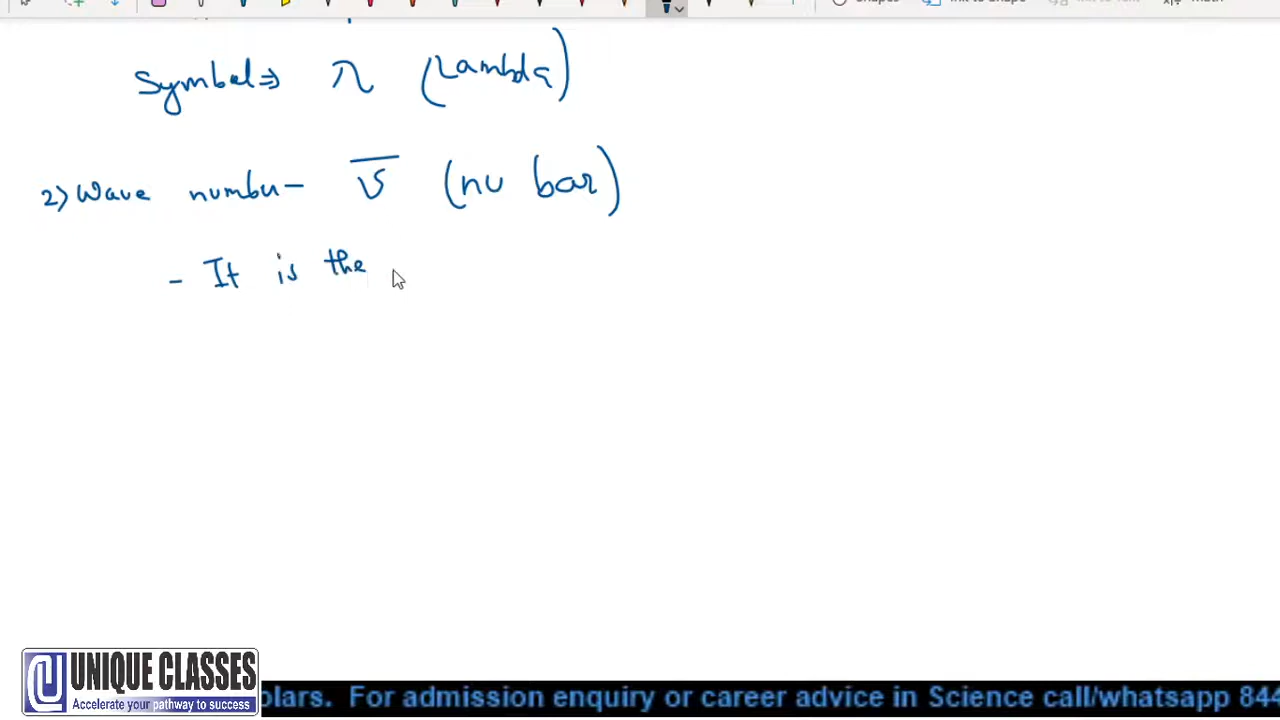 Symbol ⇒ λ (Lambda)
2) Wave number – ν̅ (nu bar)
- It is the
UNIQUE CLASSES
Accelerate your pathway to success
olars. For admission enquiry or career advice in Science call/whatsapp 844